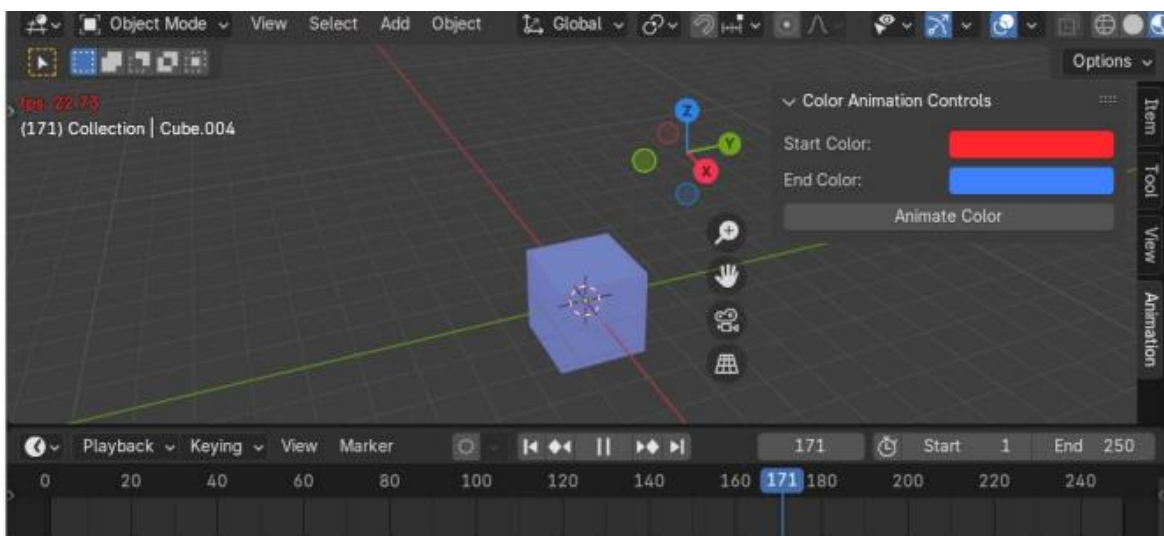 Object Mode View Select Add Object Global
Options
fps: 22.73
(171) Collection | Cube.004
Z
Y
X
Color Animation Controls
Start Color:
End Color:
Animate Color
Item
Tool
View
Animation
Playback Keying View Marker 171 Start 1 End 250
0 20 40 60 80 100 120 140 160 171 180 200 220 240